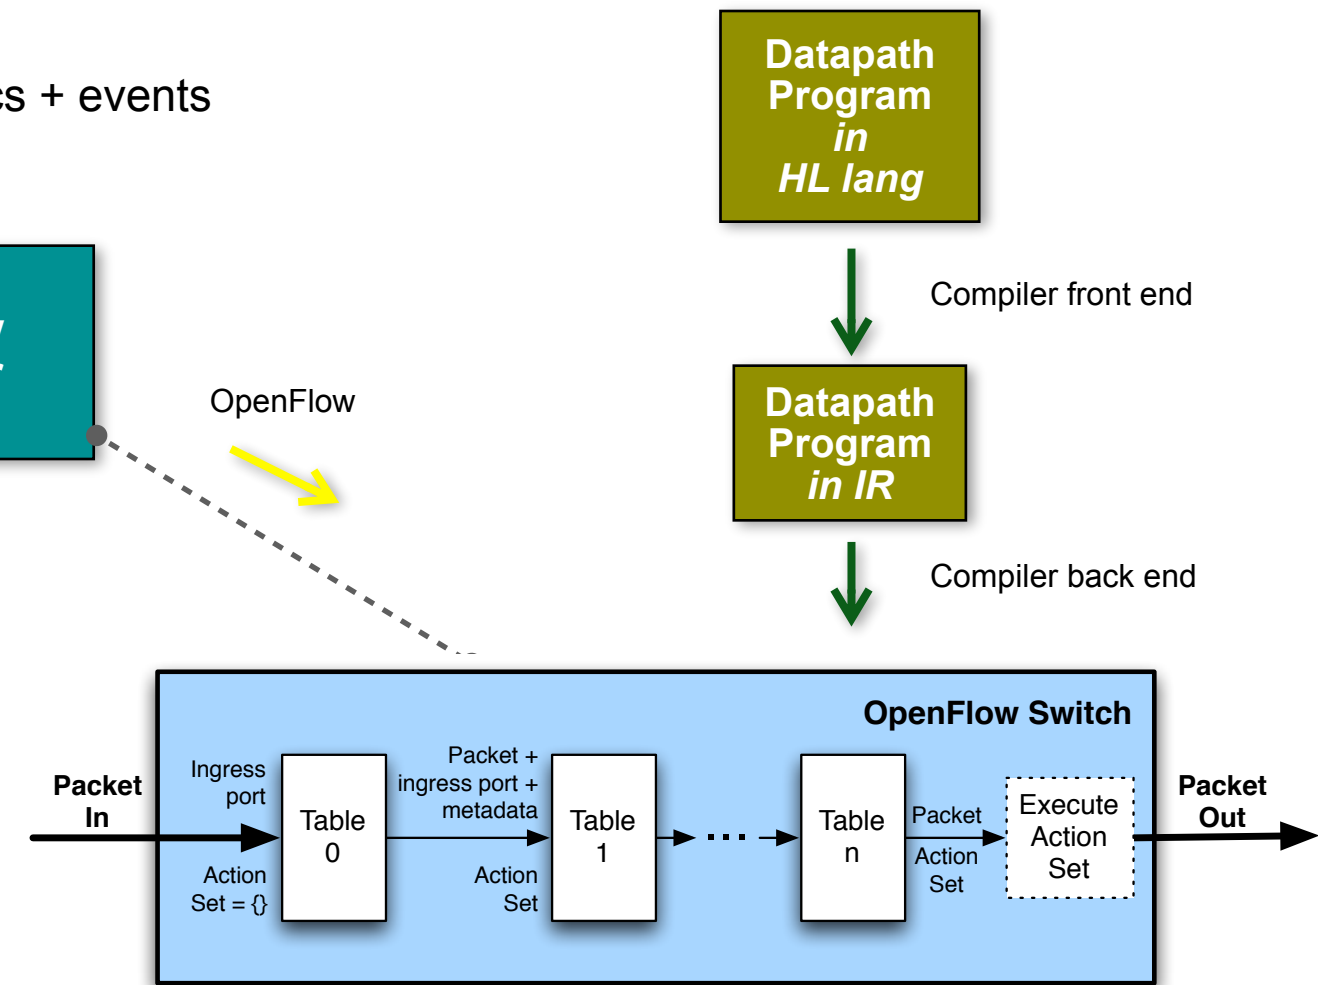 Datapath
Program
in
HL lang
+ events
Compiler front end
OpenFlow
Datapath
Program
in IR
Compiler back end
OpenFlow Switch
Packet
In
Ingress
port
Action
Set = {}
Table
0
Packet +
ingress port +
metadata
Action
Set
Table
1
...
Table
n
Packet
Action
Set
Execute
Action
Set
Packet
Out